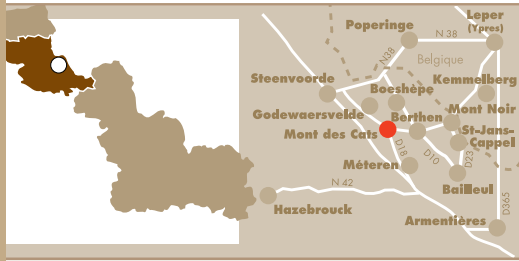 Ieper
(Ypres)
Poperinge
N 38
N38
Belgique
Steenvoorde
Kemmelberg
Boeshèpe
Godewaersvelde
Mont Noir
Berthen
Mont des Cats
St-Jans-
Cappel
D18
D10
D23
Méteren
N 42
Bailleul
D365
Hazebrouck
Armentières